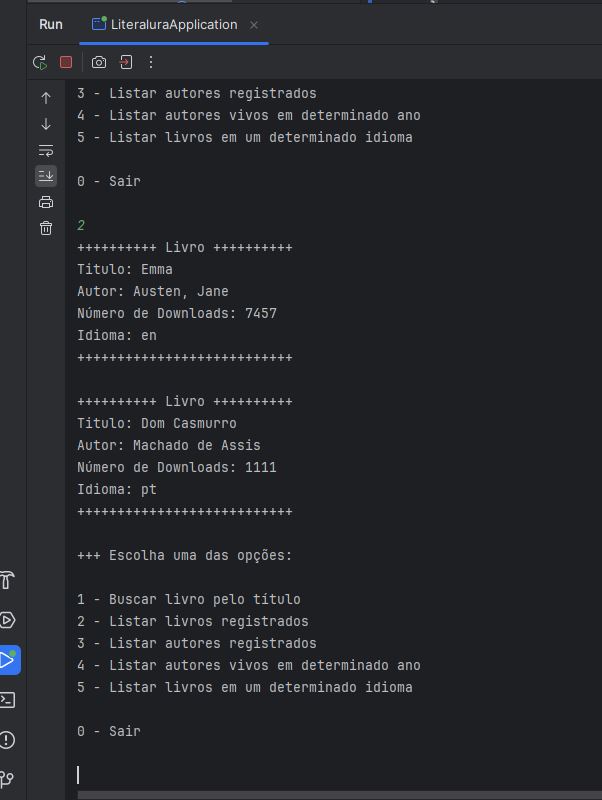 Run LiteraluraApplication
3 - Listar autores registrados
4 - Listar autores vivos em determinado ano
5 - Listar livros em um determinado idioma
0 - Sair
2
++++++++++ Livro ++++++++++
Titulo: Emma
Autor: Austen, Jane
Número de Downloads: 7457
Idioma: en
+++++++++++++++++++++++++++
++++++++++ Livro ++++++++++
Titulo: Dom Casmurro
Autor: Machado de Assis
Número de Downloads: 1111
Idioma: pt
+++++++++++++++++++++++++++
+++ Escolha uma das opções:
1 - Buscar livro pelo título
2 - Listar livros registrados
3 - Listar autores registrados
4 - Listar autores vivos em determinado ano
5 - Listar livros em um determinado idioma
0 - Sair